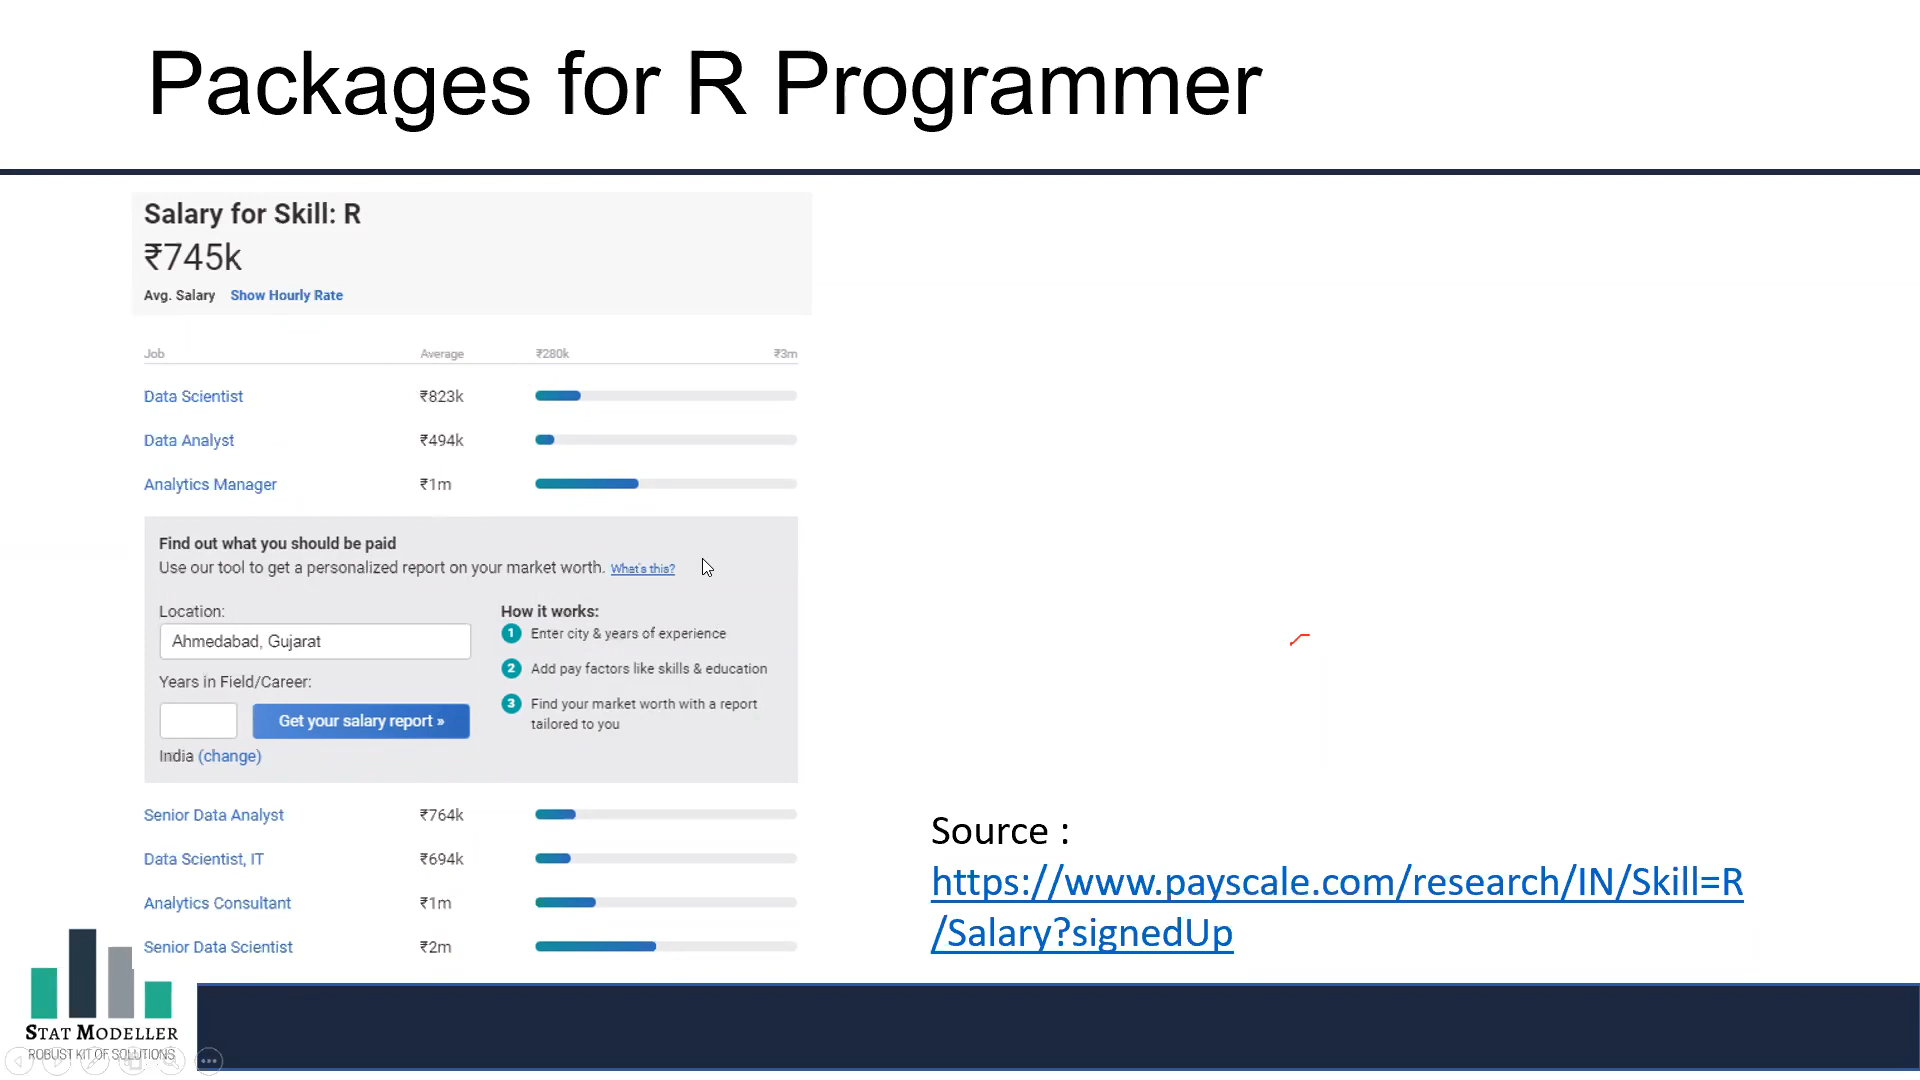 Packages for R Programmer
Salary for Skill: R
₹745k
Avg. Salary Show Hourly Rate
Job Average ₹280k ₹3m
Data Scientist ₹823k
Data Analyst ₹494k
Analytics Manager ₹1m
Find out what you should be paid
Use our tool to get a personalized report on your market worth. What's this?
Location:
Ahmedabad, Gujarat
Years in Field/Career:
Get your salary report »
India (change)
How it works:
1 Enter city & years of experience
2 Add pay factors like skills & education
3 Find your market worth with a report
tailored to you
Senior Data Analyst ₹764k
Data Scientist, IT ₹694k
Analytics Consultant ₹1m
Senior Data Scientist ₹2m
Source :
https://www.payscale.com/research/IN/Skill=R
/Salary?signedUp
STAT MODELLER
ROBUST KIT OF SOLUTIONS